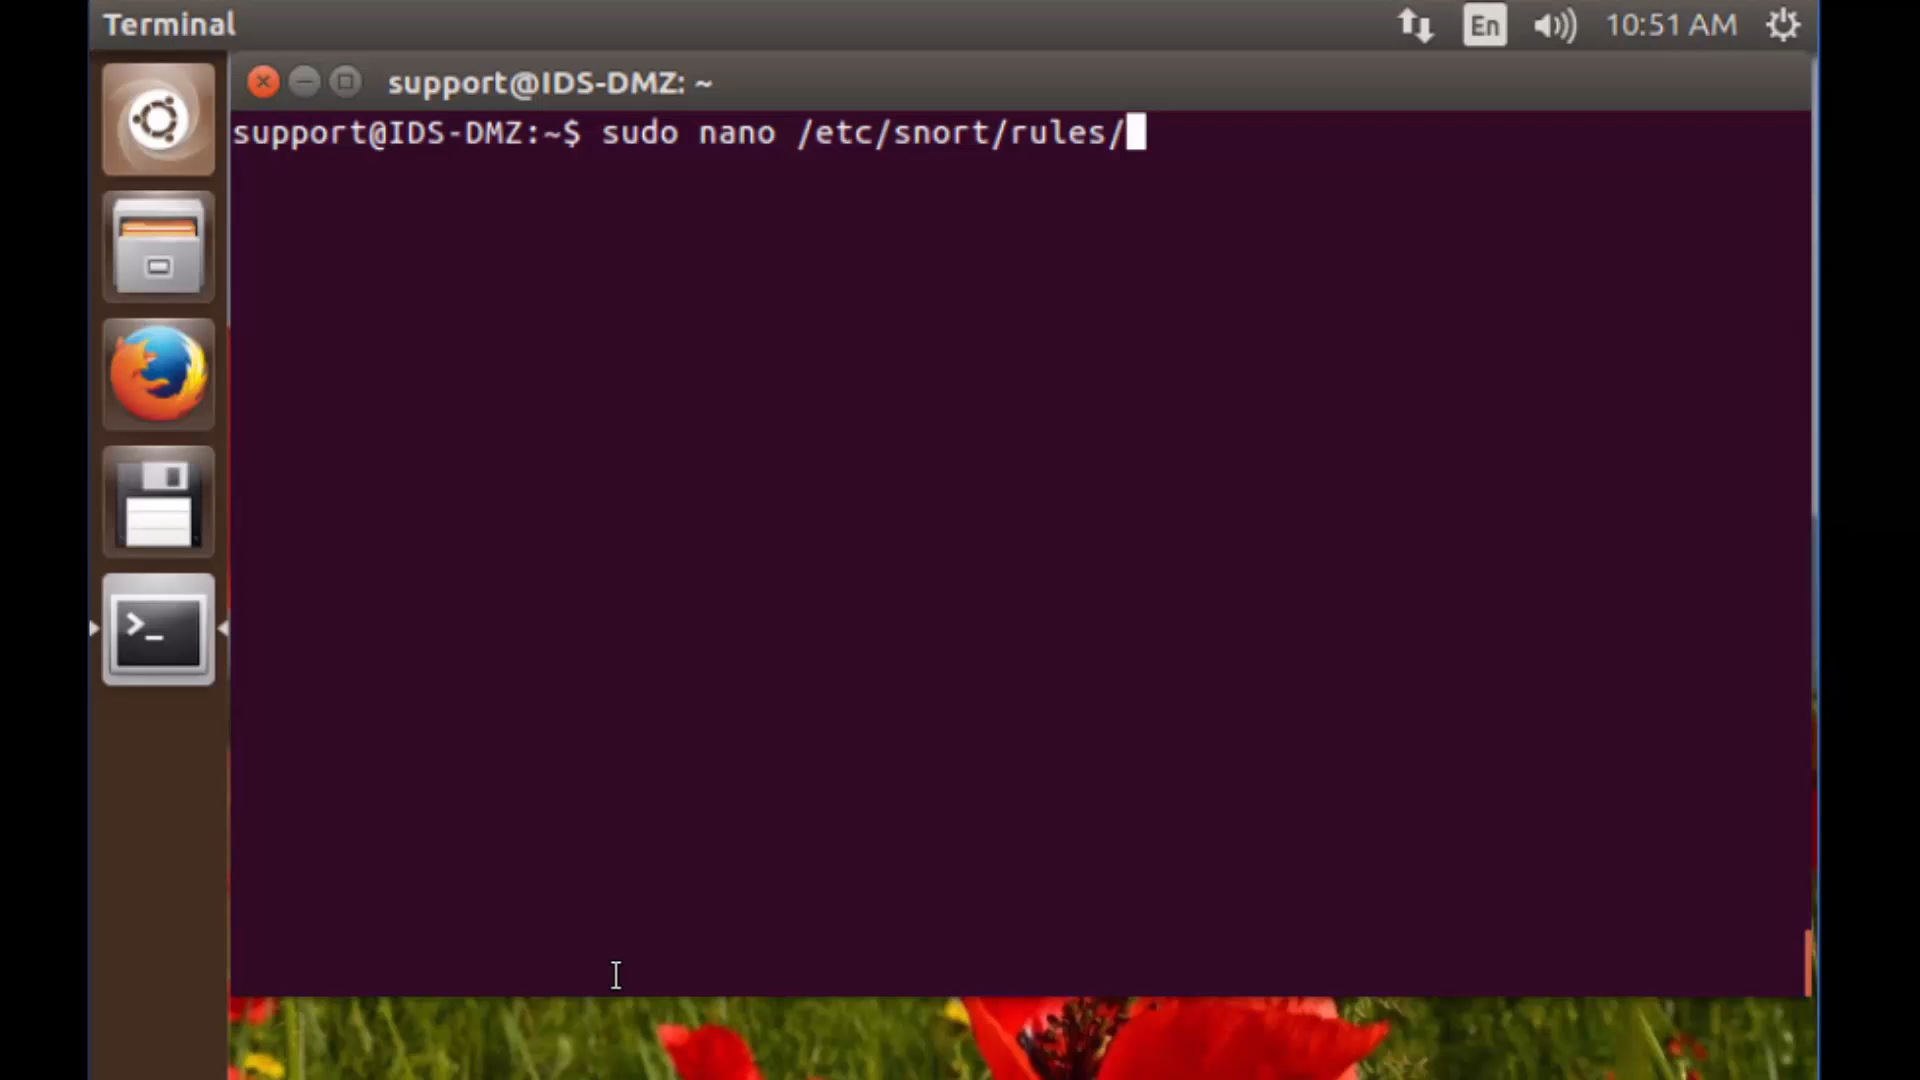 Terminal
En
10:51 AM
support@IDS-DMZ: ~
support@IDS-DMZ:~$ sudo nano /etc/snort/rules/
>_